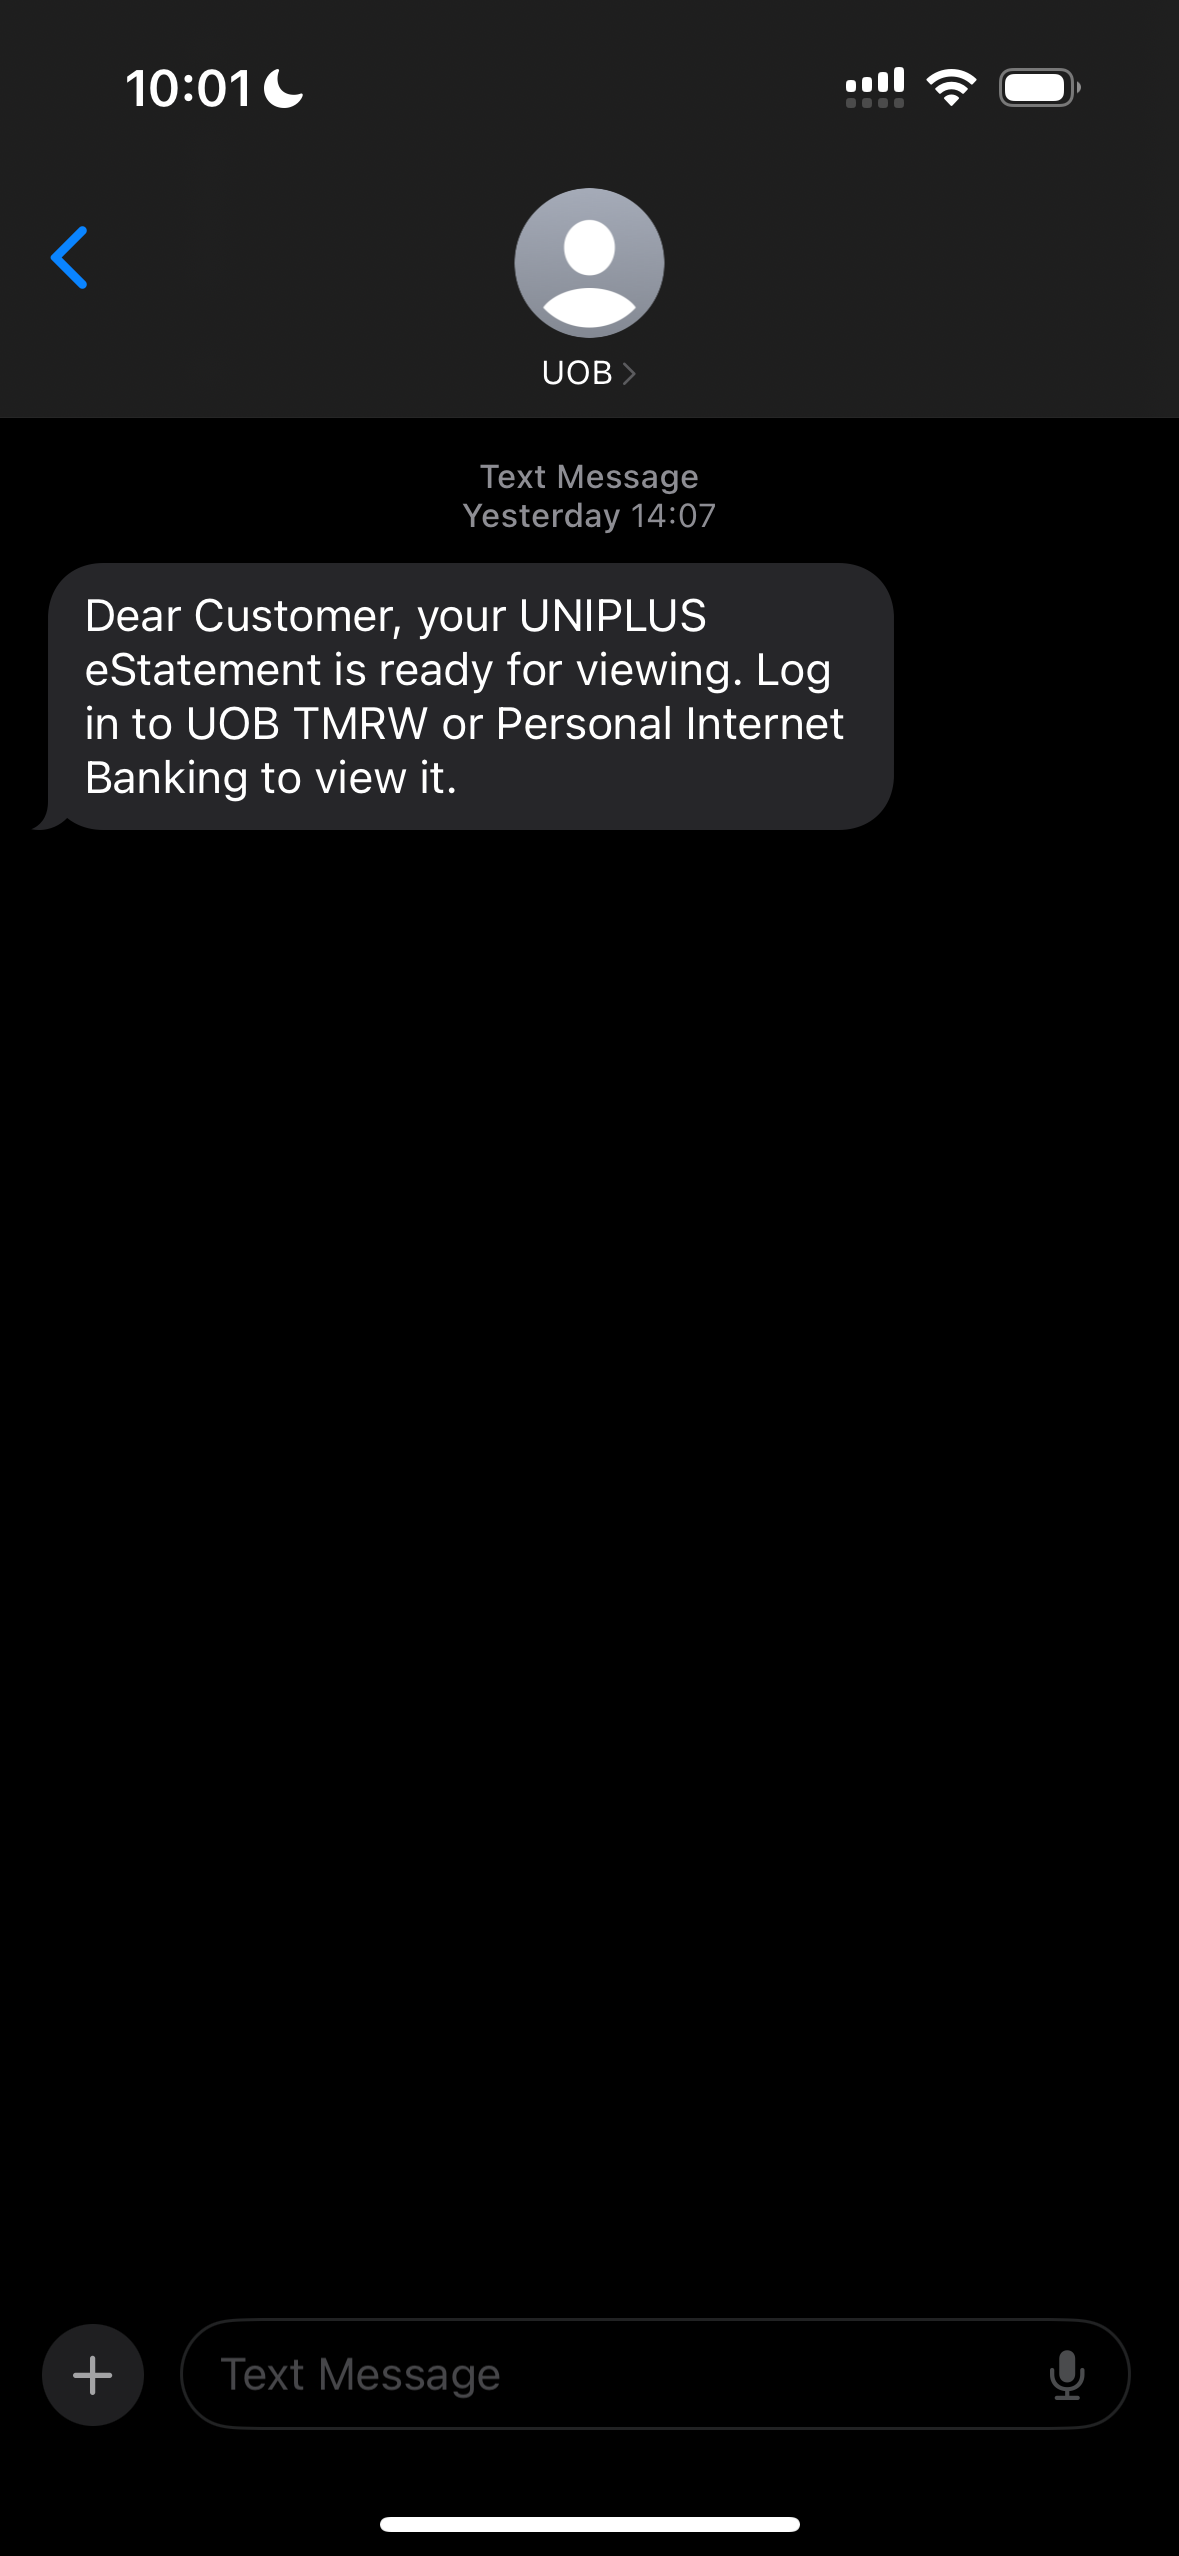 10:01
UOB
Text Message
Yesterday 14:07
Dear Customer, your UNIPLUS
eStatement is ready for viewing. Log
in to UOB TMRW or Personal Internet
Banking to view it.
Text Message